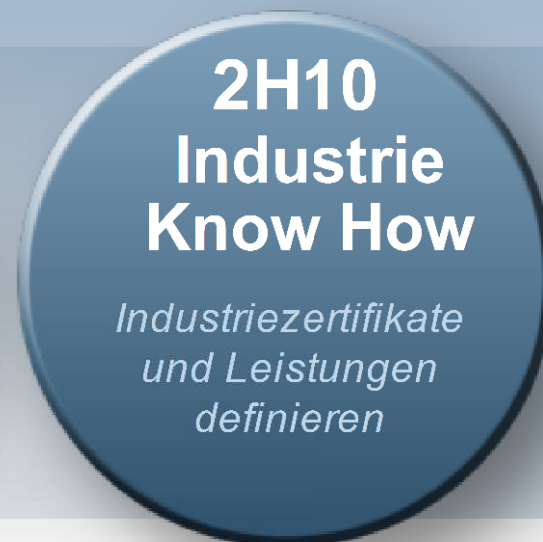 2H10
Industrie
Know How
Industriezertifikate
und Leistungen
definieren